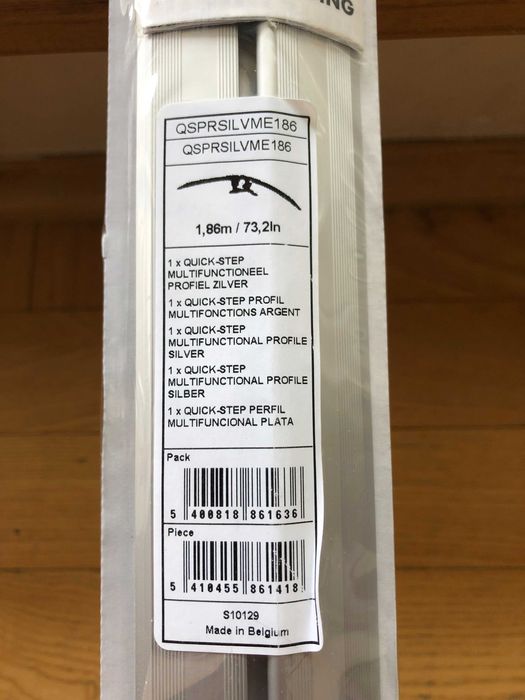 ING
QSPRSILVME186
QSPRSILVME186
1,86m / 73,2In
1 x QUICK-STEP
MULTIFUNCTIONEEL
PROFIEL ZILVER
1 x QUICK-STEP PROFIL
MULTIFONCTIONS ARGENT
1 x QUICK-STEP
MULTIFUNCTIONAL PROFILE
SILVER
1 x QUICK-STEP
MULTIFUNCTIONAL PROFILE
SILBER
1 x QUICK-STEP PERFIL
MULTIFUNCIONAL PLATA
Pack
5 400818 861636
Piece
5 410455 861418
S10129
Made in Belgium